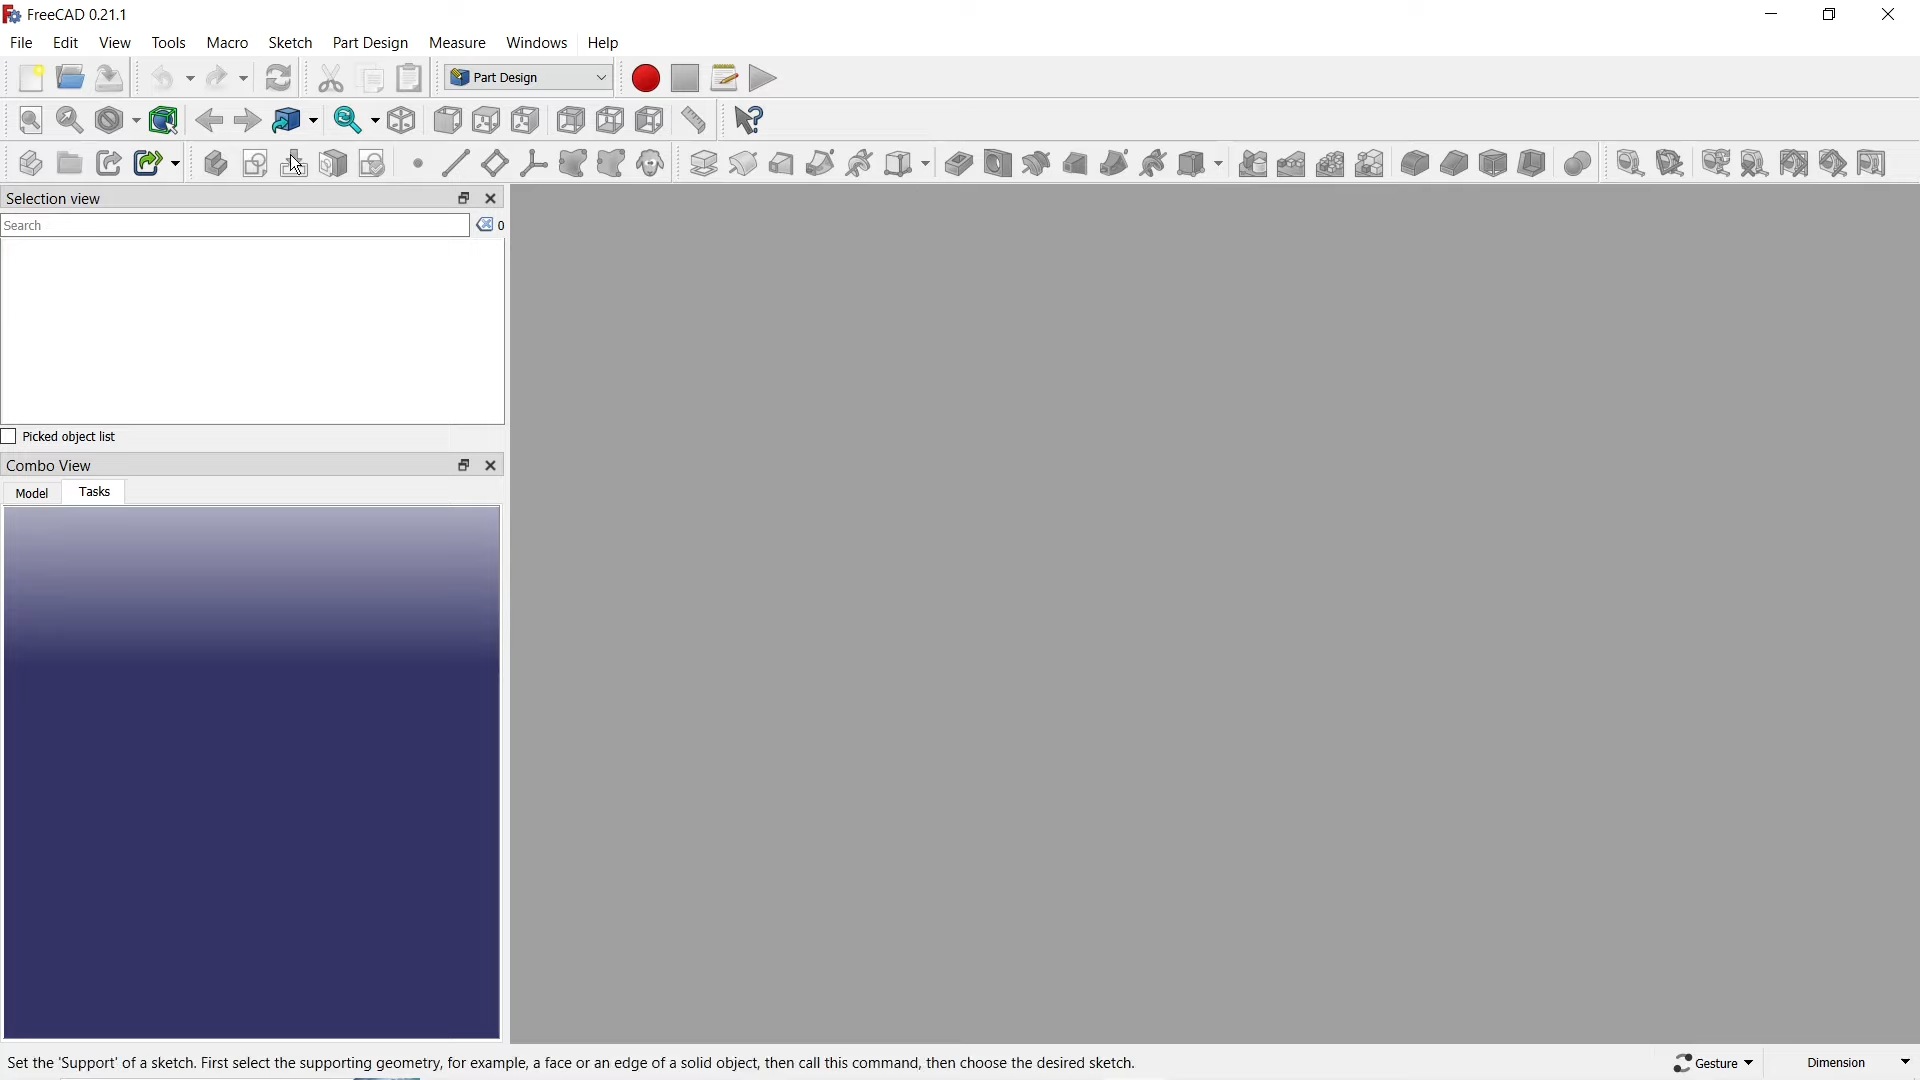 FreeCAD 0.21.1
File Edit View Tools Macro Sketch Part Design Measure Windows Help
Part Design
Selection view
Search
0
Picked object list
Combo View
Model Tasks
Set the 'Support' of a sketch. First select the supporting geometry, for example, a face or an edge of a solid object, then call this command, then choose the desired sketch.
Gesture
Dimension